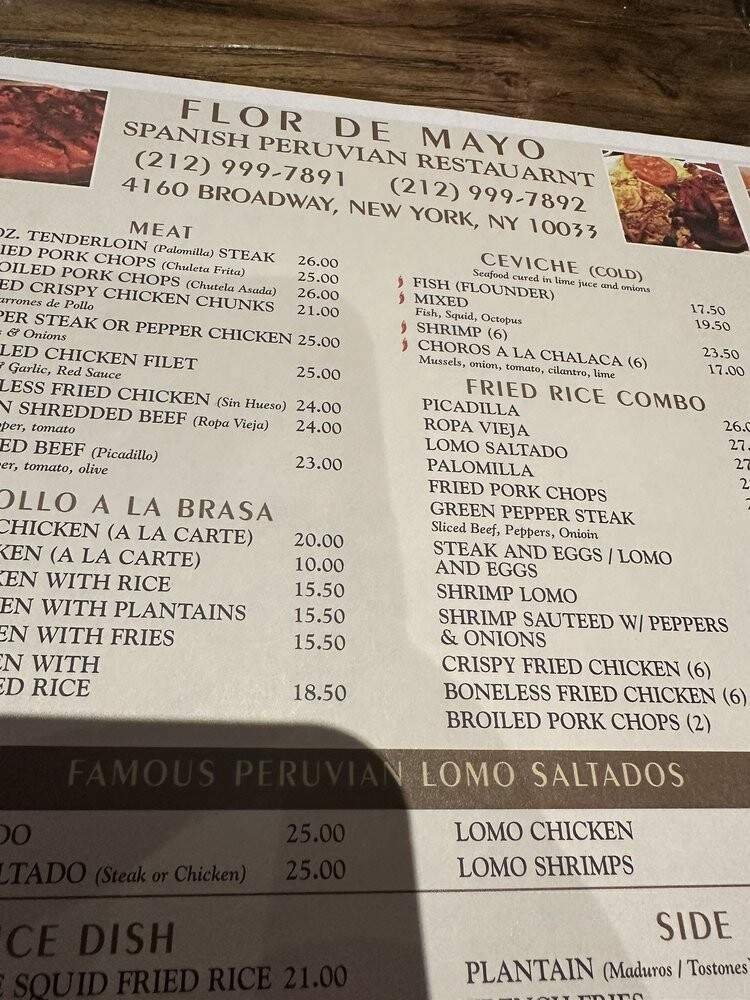 FLOR DE MAYO
SPANISH PERUVIAN RESTAUARNT
(212) 999-7891 (212) 999-7892
4160 BROADWAY, NEW YORK, NY 10033
MEAT
OZ. TENDERLOIN (Palomilla) STEAK 26.00
IED PORK CHOPS (Chuleta Frita) 25.00
OILED PORK CHOPS (Chutela Asada) 26.00
ED CRISPY CHICKEN CHUNKS 21.00
arrones de Pollo
PER STEAK OR PEPPER CHICKEN 25.00
s & Onions
LED CHICKEN FILET 25.00
& Garlic, Red Sauce
LESS FRIED CHICKEN (Sin Hueso) 24.00
N SHREDDED BEEF (Ropa Vieja) 24.00
pper, tomato
ED BEEF (Picadillo) 23.00
er, tomato, olive
OLLO A LA BRASA
CHICKEN (A LA CARTE) 20.00
KEN (A LA CARTE) 10.00
KEN WITH RICE 15.50
EN WITH PLANTAINS 15.50
EN WITH FRIES 15.50
EN WITH
ED RICE 18.50
CEVICHE (COLD)
Seafood cured in lime juce and onions
FISH (FLOUNDER) 17.50
MIXED 19.50
Fish, Squid, Octopus
SHRIMP (6) 23.50
CHOROS A LA CHALACA (6) 17.00
Mussels, onion, tomato, cilantro, lime
FRIED RICE COMBO
PICADILLA 26.0
ROPA VIEJA 27.
LOMO SALTADO 27
PALOMILLA 2
FRIED PORK CHOPS
GREEN PEPPER STEAK
Sliced Beef, Peppers, Onioin
STEAK AND EGGS / LOMO
AND EGGS
SHRIMP LOMO
SHRIMP SAUTEED W/ PEPPERS
& ONIONS
CRISPY FRIED CHICKEN (6)
BONELESS FRIED CHICKEN (6)
BROILED PORK CHOPS (2)
FAMOUS PERUVIAN LOMO SALTADOS
DO 25.00
LTADO (Steak or Chicken) 25.00
LOMO CHICKEN
LOMO SHRIMPS
ICE DISH
E SQUID FRIED RICE 21.00
SIDE
PLANTAIN (Maduros / Tostones)
FRENCH FRIES